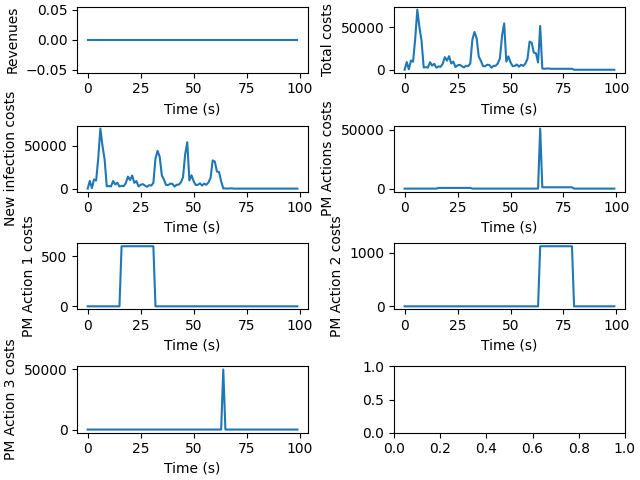 Revenues
0.05
0.00
−0.05
0 25 50 75 100
Time (s)
Total costs
50000
0
0 25 50 75 100
Time (s)
New infection costs
50000
0
0 25 50 75 100
Time (s)
PM Actions costs
50000
0
0 25 50 75 100
Time (s)
PM Action 1 costs
500
0
0 25 50 75 100
Time (s)
PM Action 2 costs
1000
0
0 25 50 75 100
Time (s)
PM Action 3 costs
50000
0
0 25 50 75 100
Time (s)
1.0
0.5
0.0
0.0 0.2 0.4 0.6 0.8 1.0